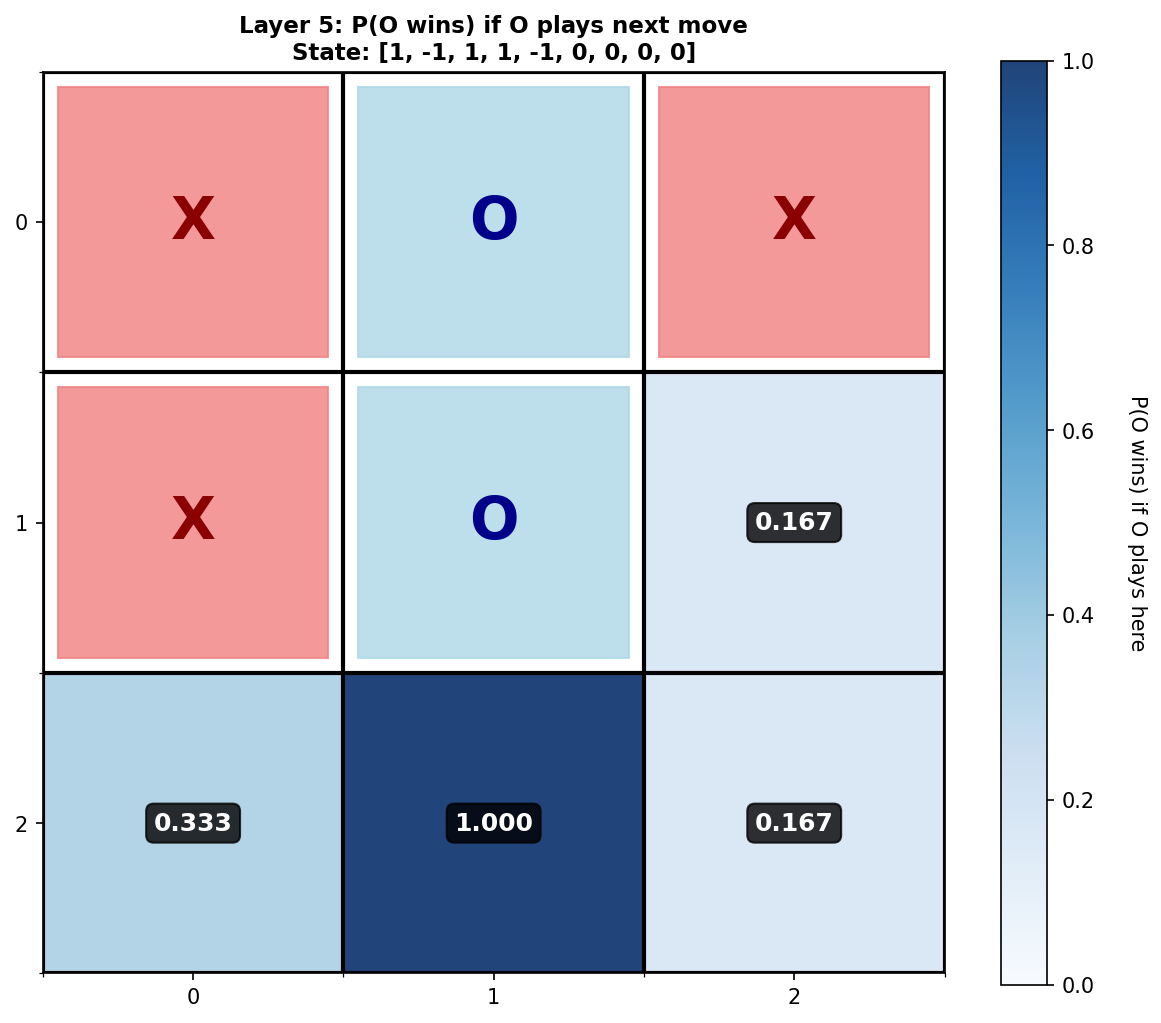 Layer 5: P(O wins) if O plays next move
State: [1, -1, 1, 1, -1, 0, 0, 0, 0]
X O X
X O 0.167
0.333 1.000 0.167
0
1
2
0 1 2
1.0
0.8
0.6
0.4
0.2
0.0
P(O wins) if O plays here